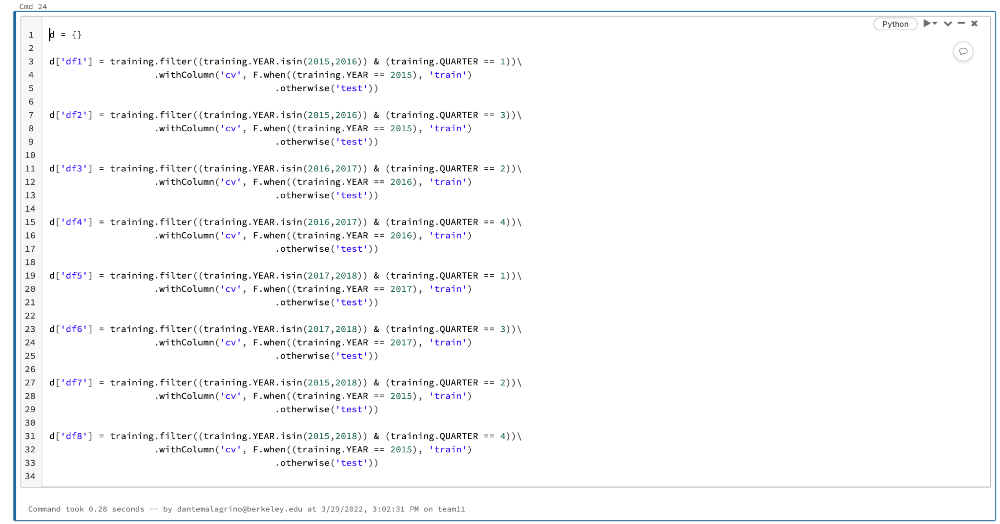 Cmd 24
Python
1 d = {}
2
3 d['df1'] = training.filter((training.YEAR.isin(2015,2016)) & (training.QUARTER == 1))\
4 .withColumn('cv', F.when((training.YEAR == 2015), 'train')
5 .otherwise('test'))
6
7 d['df2'] = training.filter((training.YEAR.isin(2015,2016)) & (training.QUARTER == 3))\
8 .withColumn('cv', F.when((training.YEAR == 2015), 'train')
9 .otherwise('test'))
10
11 d['df3'] = training.filter((training.YEAR.isin(2016,2017)) & (training.QUARTER == 2))\
12 .withColumn('cv', F.when((training.YEAR == 2016), 'train')
13 .otherwise('test'))
14
15 d['df4'] = training.filter((training.YEAR.isin(2016,2017)) & (training.QUARTER == 4))\
16 .withColumn('cv', F.when((training.YEAR == 2016), 'train')
17 .otherwise('test'))
18
19 d['df5'] = training.filter((training.YEAR.isin(2017,2018)) & (training.QUARTER == 1))\
20 .withColumn('cv', F.when((training.YEAR == 2017), 'train')
21 .otherwise('test'))
22
23 d['df6'] = training.filter((training.YEAR.isin(2017,2018)) & (training.QUARTER == 3))\
24 .withColumn('cv', F.when((training.YEAR == 2017), 'train')
25 .otherwise('test'))
26
27 d['df7'] = training.filter((training.YEAR.isin(2015,2018)) & (training.QUARTER == 2))\
28 .withColumn('cv', F.when((training.YEAR == 2015), 'train')
29 .otherwise('test'))
30
31 d['df8'] = training.filter((training.YEAR.isin(2015,2018)) & (training.QUARTER == 4))\
32 .withColumn('cv', F.when((training.YEAR == 2015), 'train')
33 .otherwise('test'))
34
Command took 0.28 seconds -- by dantemalagrino@berkeley.edu at 3/29/2022, 3:02:31 PM on team11